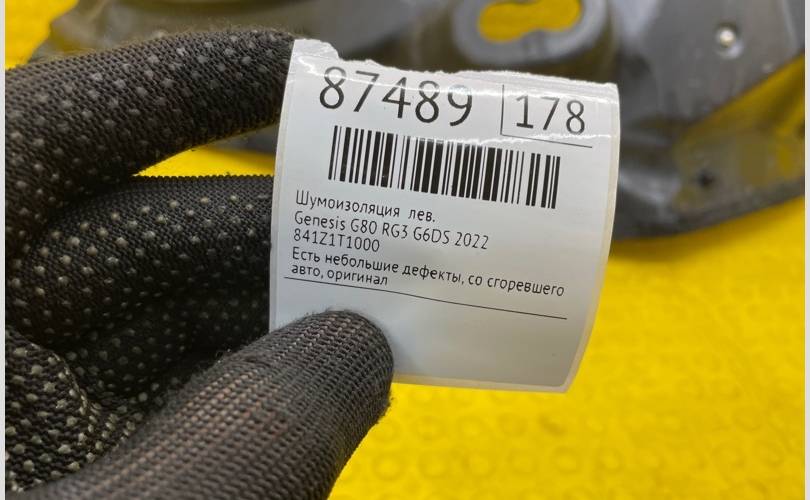 87489 178
Шумоизоляция лев.
Genesis G80 RG3 G6DS 2022
841Z1T1000
Есть небольшие дефекты, со сгоревшего
авто, оригинал